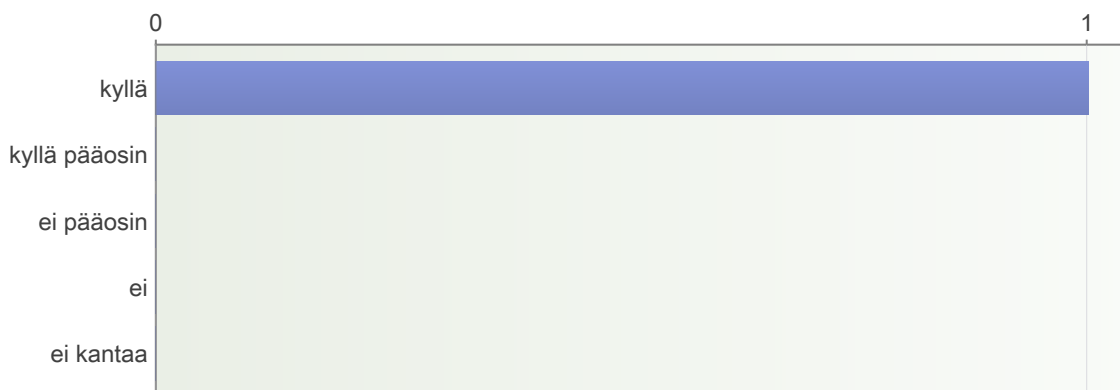 0 1
kyllä
kyllä pääosin
ei pääosin
ei
ei kantaa